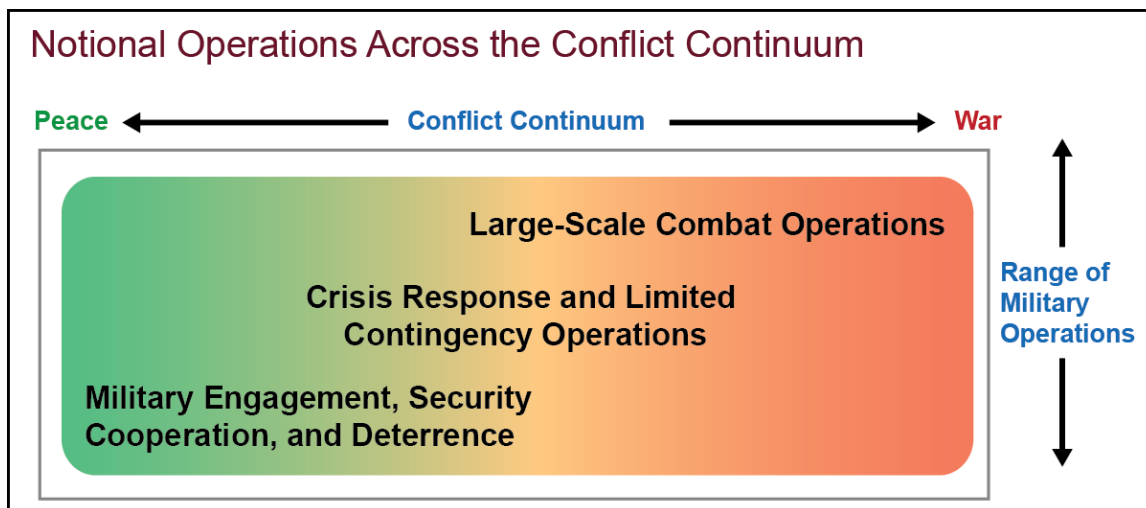 Notional Operations Across the Conflict Continuum
Peace
Conflict Continuum
War
Large-Scale Combat Operations
Crisis Response and Limited
Contingency Operations
Military Engagement, Security
Cooperation, and Deterrence
Range of
Military
Operations